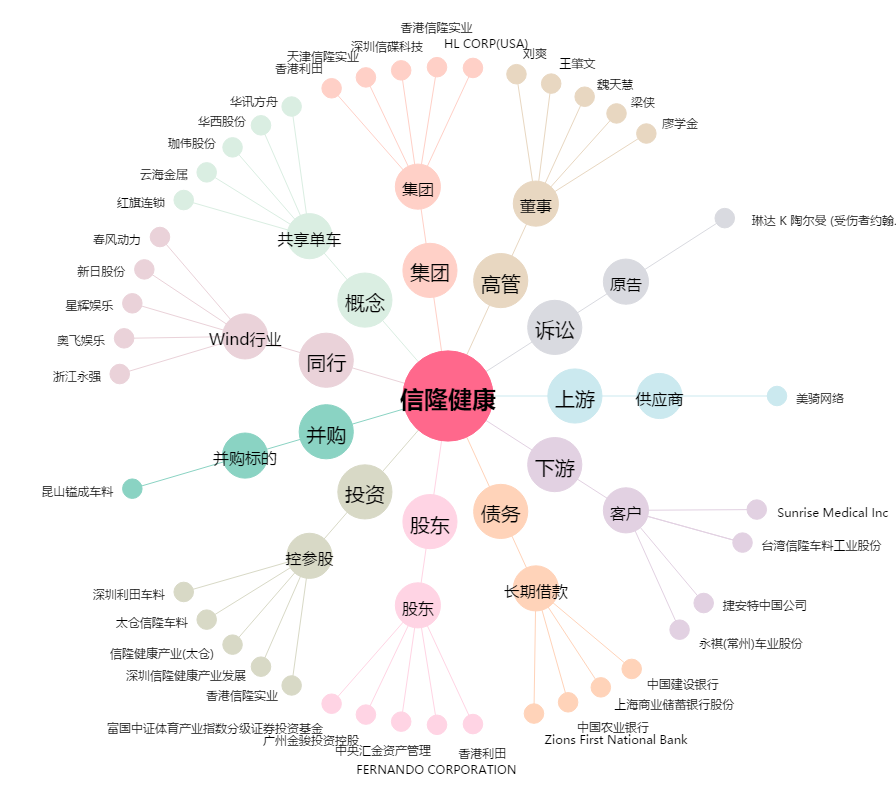 香港信隆实业
HL CORP(USA)
深圳信碟科技
天津信隆实业
香港利田
刘爽
王筆文
魏天慧
梁侠
廖学金
华讯方舟
华西股份
珈伟股份
云海金属
红旗连锁
集团
董事
共享单车
琳达 K 陶尔曼 (受伤者约翰.
春风动力
新日股份
星辉娱乐
奥飞娱乐
浙江永强
集团
高管
原告
概念
诉讼
Wind行业
同行
信隆健康
上游
供应商
美骑网络
并购
并购标的
昆山镒成车料
下游
投资
股东
债务
客户
Sunrise Medical Inc
台湾信隆车料工业股份
控参股
长期借款
股东
深圳利田车料
太仓信隆车料
信隆健康产业(太仓)
深圳信隆健康产业发展
香港信隆实业
捷安特中国公司
永祺(常州)车业股份
中国建设银行
上海商业储蓄银行股份
中国农业银行
Zions First National Bank
富国中证体育产业指数分级证券投资基金
广州金骏投资控股
中央汇金资产管理
香港利田
FERNANDO CORPORATION